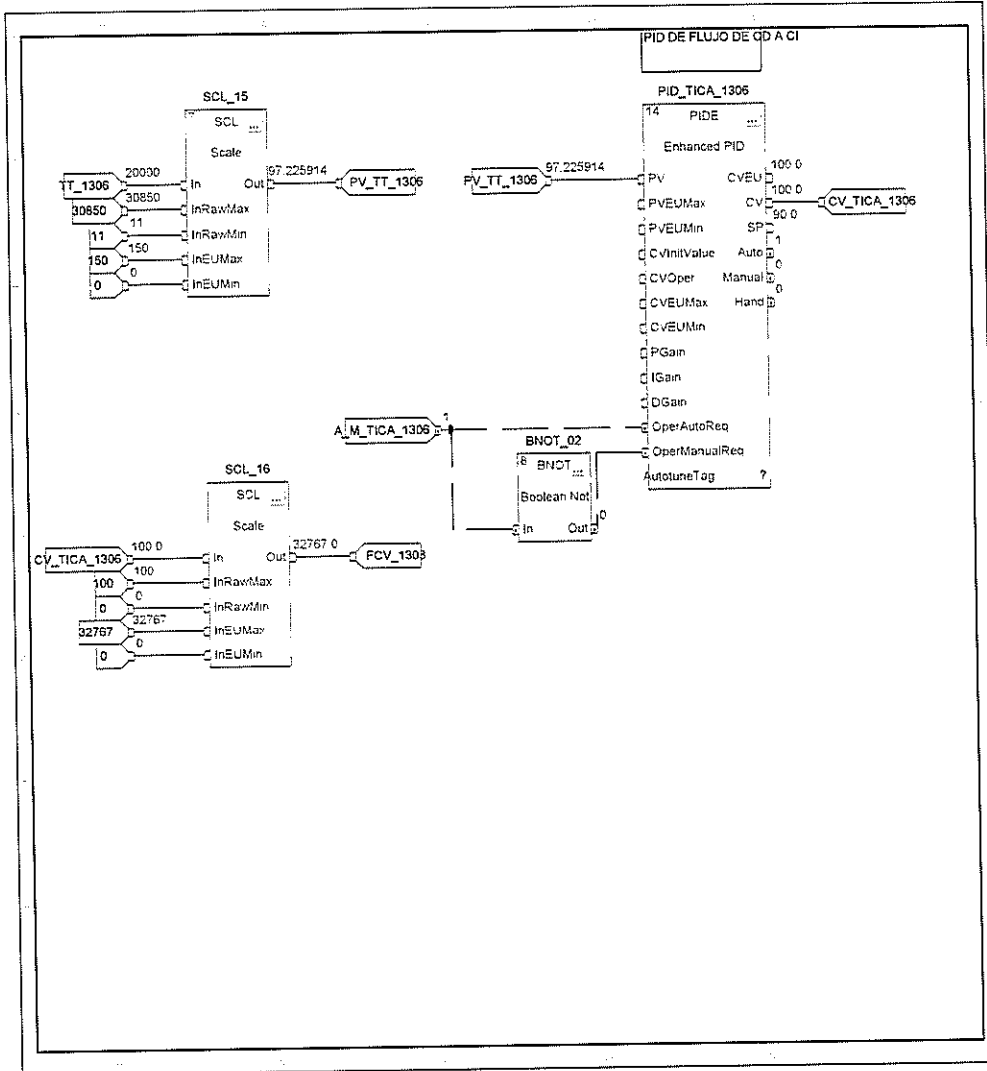 PID DE FLUJO DE OD A CI
SCL_15
SCL
...
Scale
TT_1306
20000
In
Out
97.225914
PV_TT_1306
30850
30850
InRawMax
11
11
InRawMin
150
150
InEUMax
0
0
InEUMin
PID_TICA_1306
14
PIDE
...
Enhanced PID
PV_TT_1306
97.225914
PV
CVEU
100.0
PVEUMax
CV
100.0
CV_TICA_1306
PVEUMin
SP
90.0
CVInitValue
Auto
1
CVOper
Manual
0
CVEUMax
Hand
0
CVEUMin
PGain
IGain
DGain
OperAutoReq
OperManualReq
AutotuneTag
?
A_M_TICA_1306
1
BNOT_02
8
BNOT
...
Boolean Not
In
Out
0
SCL_16
SCL
...
Scale
CV_TICA_1306
100.0
In
Out
32767.0
100
100
InRawMax
0
0
InRawMin
32767
32767
InEUMax
0
0
InEUMin